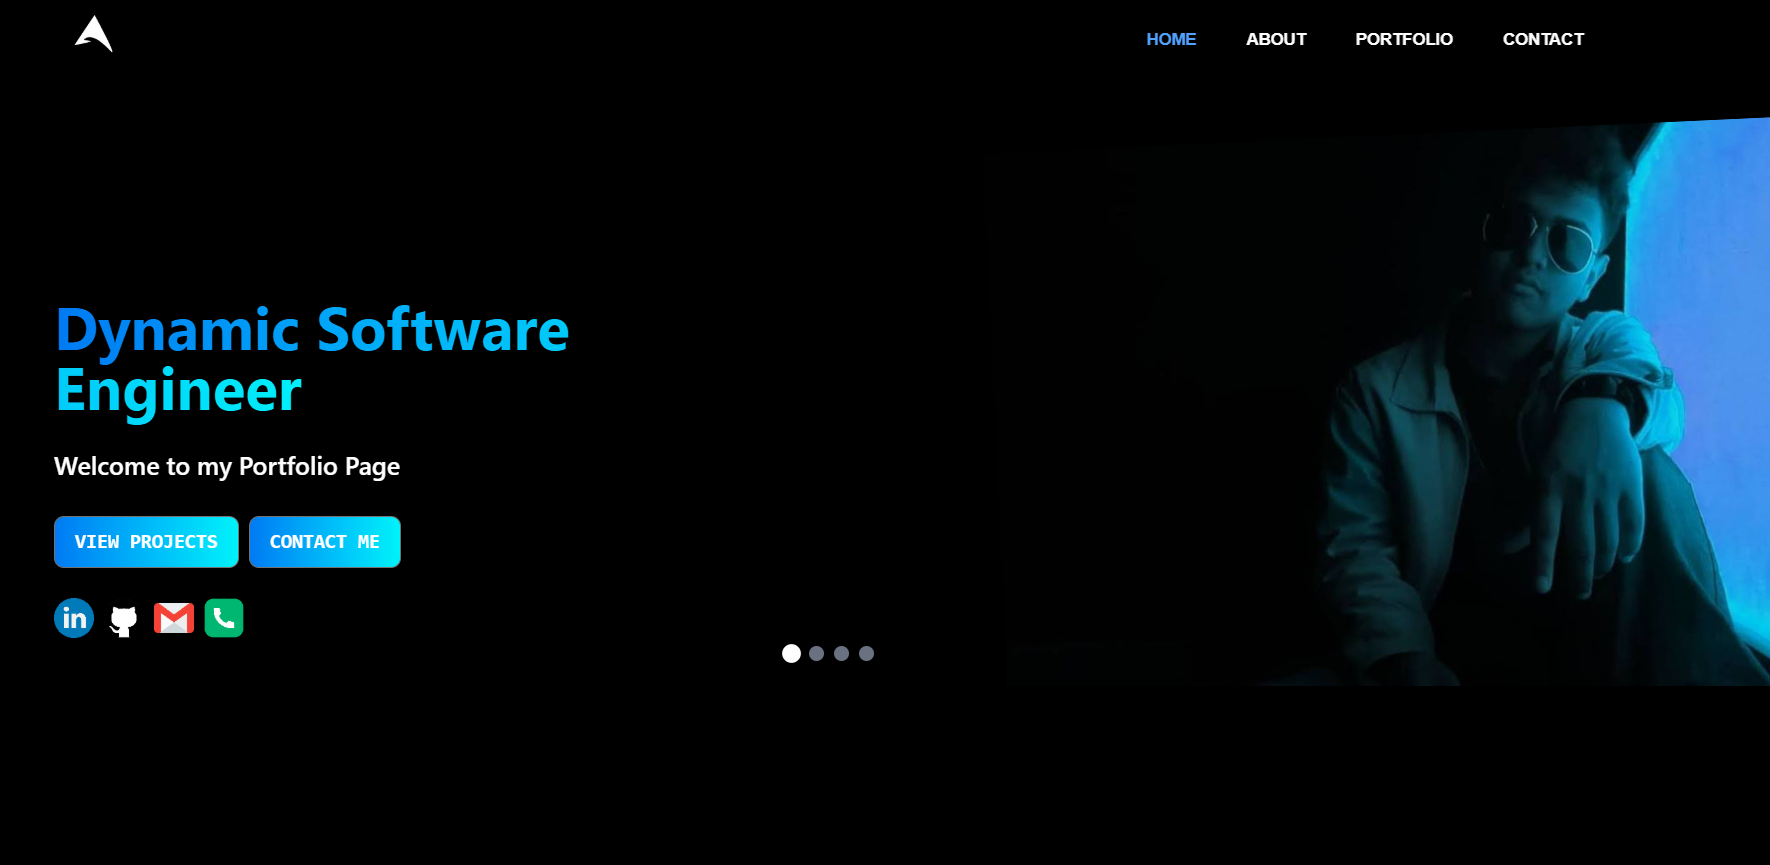 HOME ABOUT PORTFOLIO CONTACT
Dynamic Software
Engineer
Welcome to my Portfolio Page
VIEW PROJECTS CONTACT ME
in